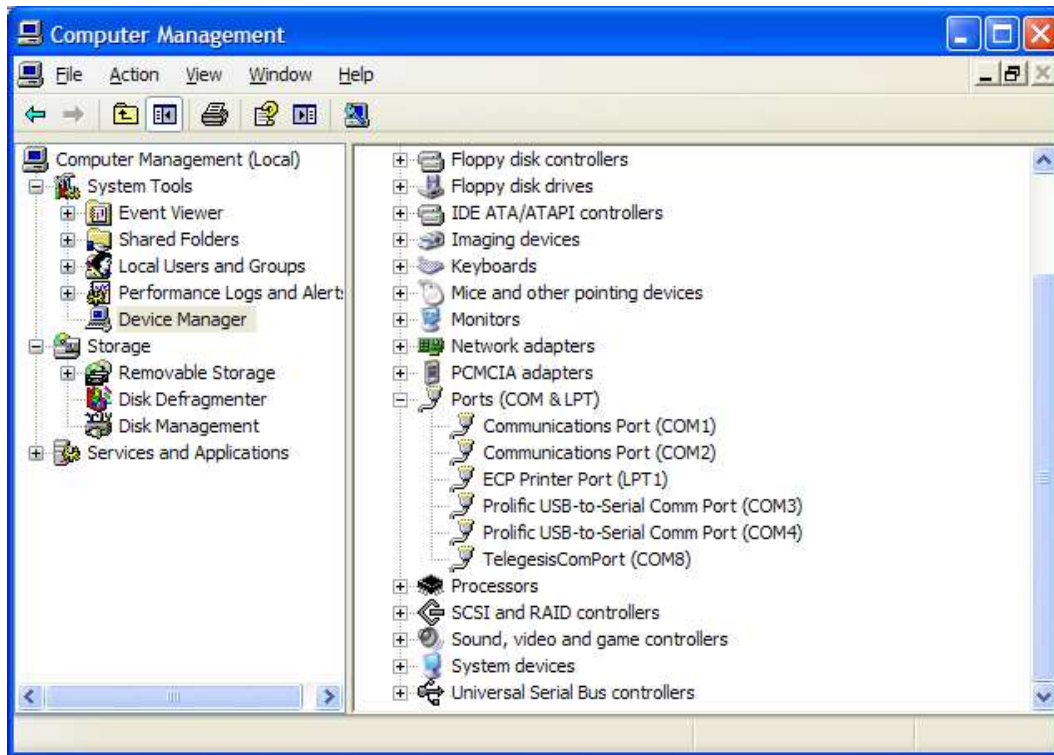 Computer Management
File Action View Window Help
Computer Management (Local)
System Tools
Event Viewer
Shared Folders
Local Users and Groups
Performance Logs and Alert
Device Manager
Storage
Removable Storage
Disk Defragmenter
Disk Management
Services and Applications
Floppy disk controllers
Floppy disk drives
IDE ATA/ATAPI controllers
Imaging devices
Keyboards
Mice and other pointing devices
Monitors
Network adapters
PCMCIA adapters
Ports (COM & LPT)
Communications Port (COM1)
Communications Port (COM2)
ECP Printer Port (LPT1)
Prolific USB-to-Serial Comm Port (COM3)
Prolific USB-to-Serial Comm Port (COM4)
TelegesisComPort (COM8)
Processors
SCSI and RAID controllers
Sound, video and game controllers
System devices
Universal Serial Bus controllers